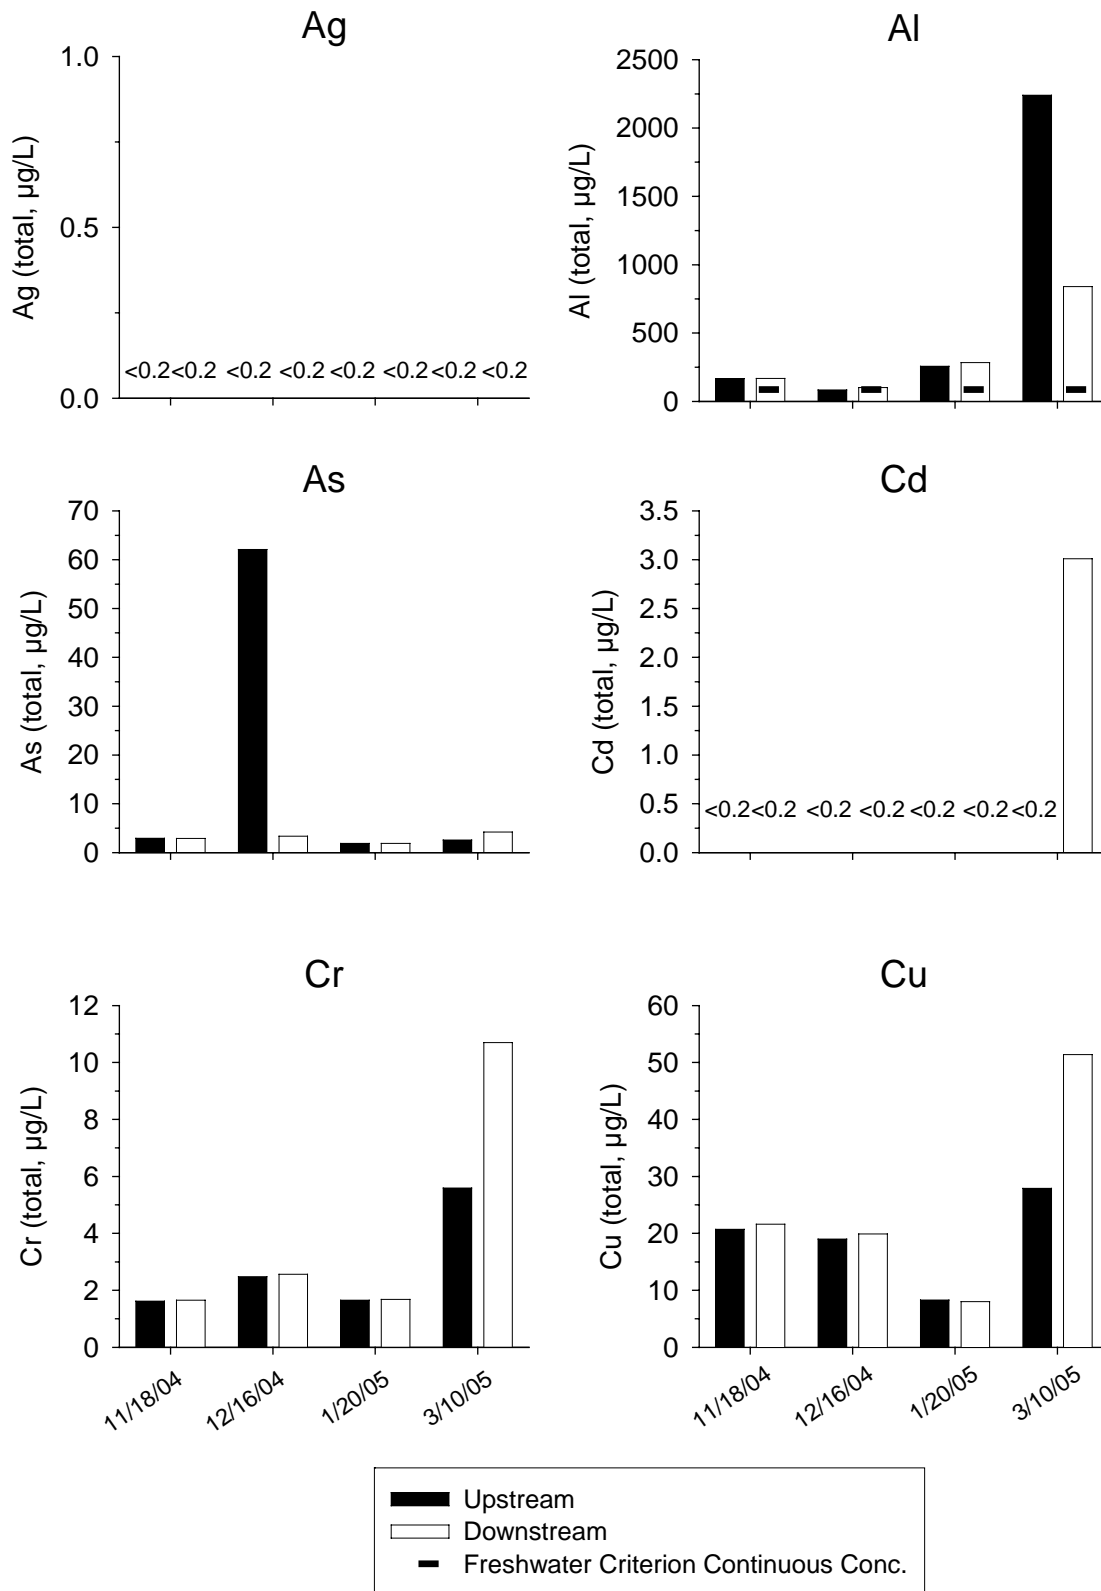 Ag
Ag (total, µg/L)
1.0
0.5
0.0
<0.2 <0.2 <0.2 <0.2 <0.2 <0.2 <0.2 <0.2
Al
Al (total, µg/L)
2500
2000
1500
1000
500
0
As
As (total, µg/L)
70
60
50
40
30
20
10
0
Cd
Cd (total, µg/L)
3.5
3.0
2.5
2.0
1.5
1.0
0.5
0.0
<0.2 <0.2 <0.2 <0.2 <0.2 <0.2 <0.2
Cr
Cr (total, µg/L)
12
10
8
6
4
2
0
11/18/04
12/16/04
1/20/05
3/10/05
Cu
Cu (total, µg/L)
60
50
40
30
20
10
0
11/18/04
12/16/04
1/20/05
3/10/05
Upstream
Downstream
Freshwater Criterion Continuous Conc.